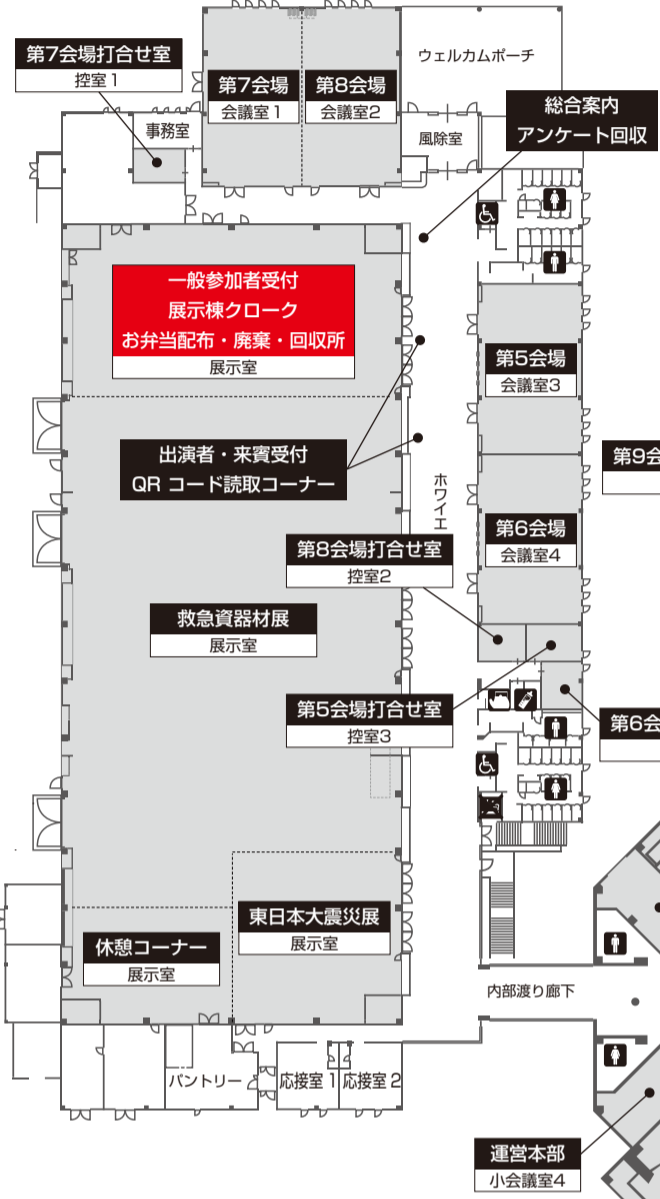 ウェルカムポーチ
第7会場打合せ室
控室1
第7会場
会議室1
第8会場
会議室2
総合案内
アンケート回収
事務室
風除室
一般参加者受付
展示棟クローク
お弁当配布・廃棄・回収所
展示室
第5会場
会議室3
出演者・来賓受付
QR コード読取コーナー
第9会
ホワイエ
第6会場
会議室4
第8会場打合せ室
控室2
救急資器材展
展示室
第5会場打合せ室
控室3
第6会
東日本大震災展
展示室
休憩コーナー
展示室
内部渡り廊下
パントリー
応接室 1
応接室 2
運営本部
小会議室4